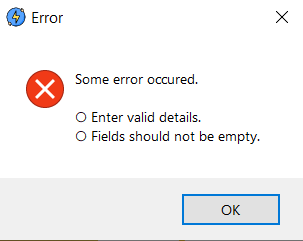 Error
Some error occured.
○ Enter valid details.
○ Fields should not be empty.
OK